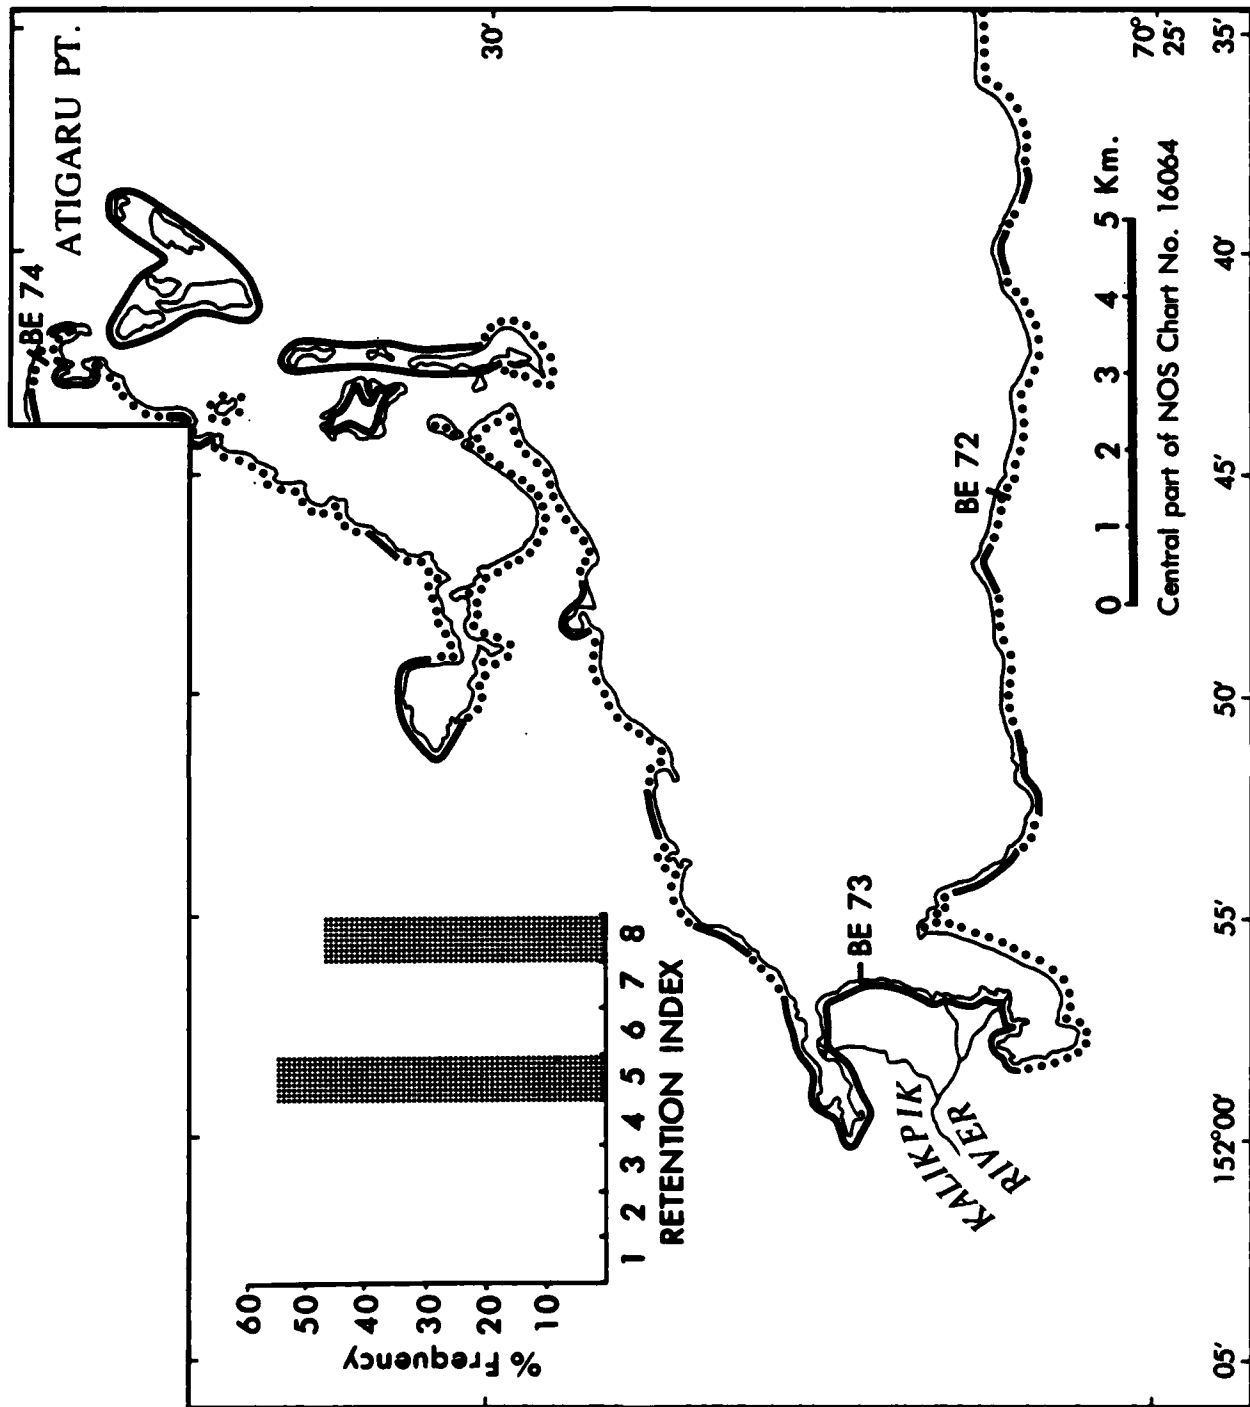 ATIGARU PT.
BE 74
30'
70°
25'
35'
40'
45'
50'
55'
152°00'
05'
BE 72
BE 73
KALIKPIK
RIVER
0 1 2 3 4 5 Km.
Central part of NOS Chart No. 16064
% Frequency
60
50
40
30
20
10
1 2 3 4 5 6 7 8
RETENTION INDEX